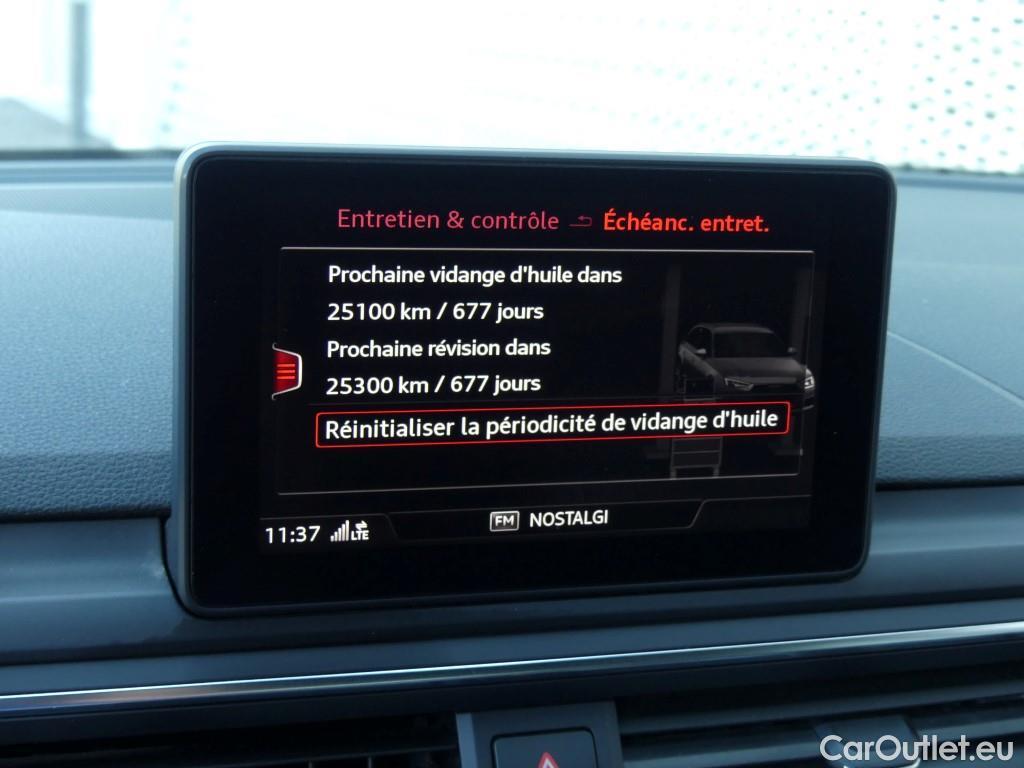 Entretien & contrôle Échéanc. entret.
Prochaine vidange d'huile dans
25100 km / 677 jours
Prochaine révision dans
25300 km / 677 jours
Réinitialiser la périodicité de vidange d'huile
11:37 LTE FM NOSTALGI
CarOutlet.eu